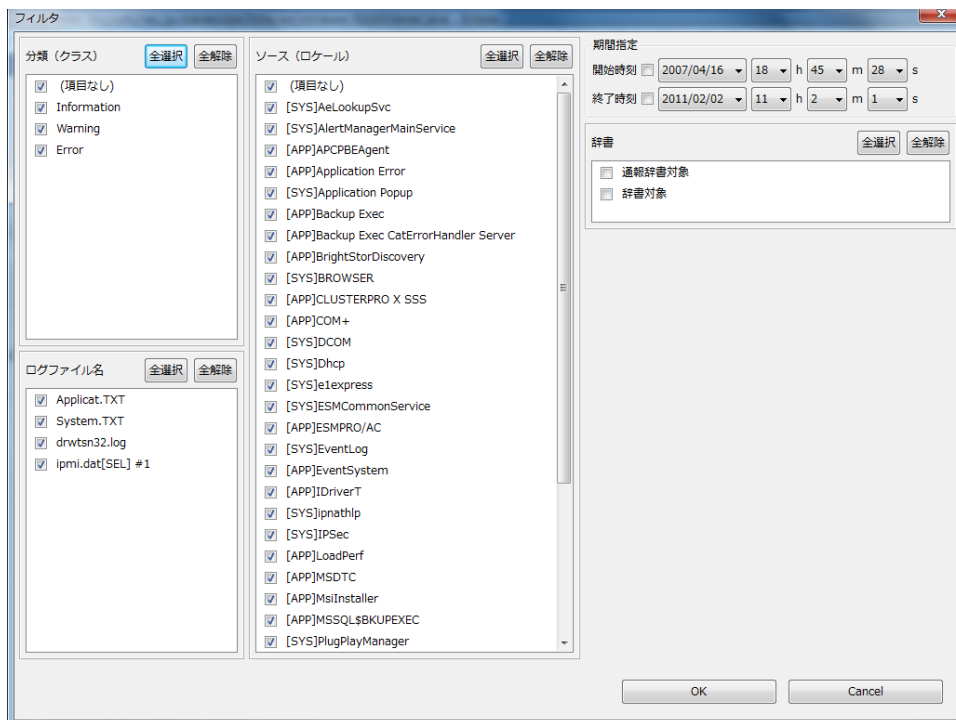 フィルタ
分類（クラス） 全選択 全解除
(項目なし)
Information
Warning
Error
ログファイル名 全選択 全解除
Applicat.TXT
System.TXT
drwtsn32.log
ipmi.dat[SEL] #1
ソース（ロケール） 全選択 全解除
(項目なし)
[SYS]AeLookupSvc
[SYS]AlertManagerMainService
[APP]APCPBEAgent
[APP]Application Error
[SYS]Application Popup
[APP]Backup Exec
[APP]Backup Exec CatErrorHandler Server
[APP]BrightStorDiscovery
[SYS]BROWSER
[APP]CLUSTERPRO X SSS
[APP]COM+
[SYS]DCOM
[SYS]Dhcp
[SYS]e1express
[SYS]ESMCommonService
[APP]ESMPRO/AC
[SYS]EventLog
[APP]EventSystem
[APP]IDriverT
[SYS]ipnathlp
[SYS]IPSec
[APP]LoadPerf
[APP]MSDTC
[APP]MsiInstaller
[APP]MSSQL$BKUPEXEC
[SYS]PlugPlayManager
期間指定
開始時刻 2007/04/16 18 h 45 m 28 s
終了時刻 2011/02/02 11 h 2 m 1 s
辞書 全選択 全解除
通報辞書対象
辞書対象
OK Cancel